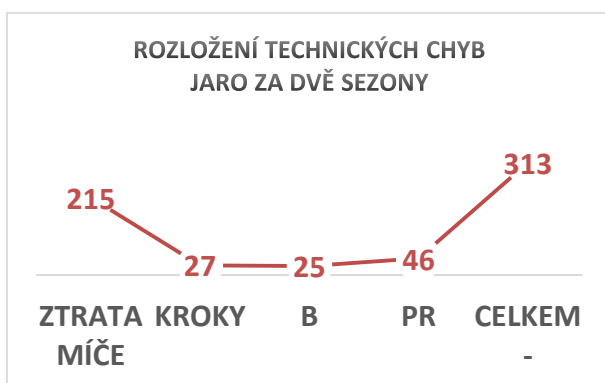 ROZLOŽENÍ TECHNICKÝCH CHYB
JARO ZA DVĚ SEZONY
313
215
27
25
46
ZTRATA MÍČE
KROKY
B
PR
CELKEM -